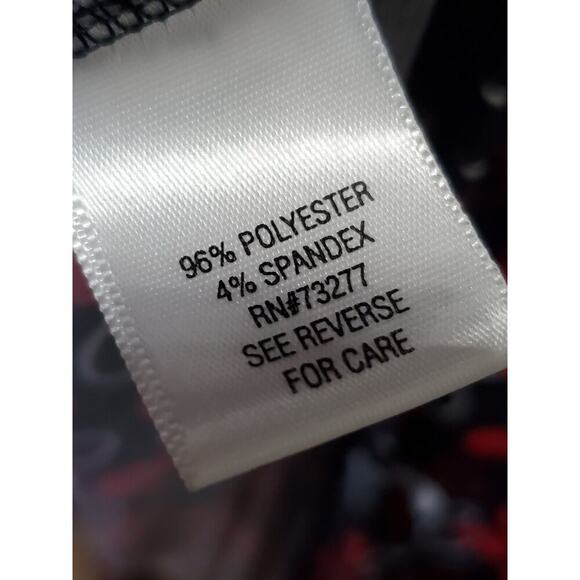 96% POLYESTER
4% SPANDEX
RN#73277
SEE REVERSE
FOR CARE